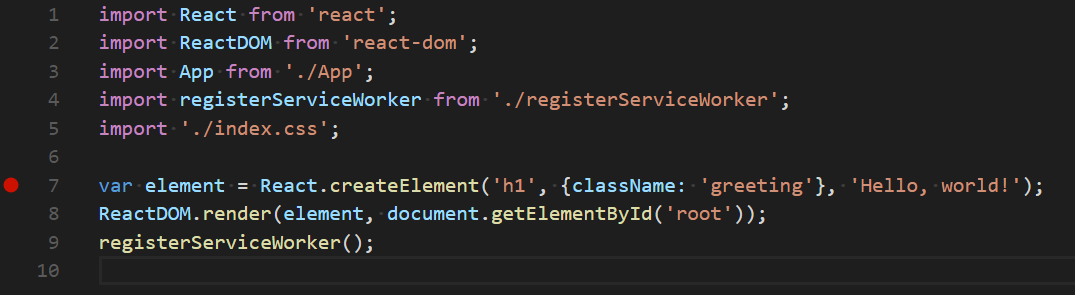 1 import React from 'react';
2 import ReactDOM from 'react-dom';
3 import App from './App';
4 import registerServiceWorker from './registerServiceWorker';
5 import './index.css';
6
7 var element = React.createElement('h1', {className: 'greeting'}, 'Hello, world!');
8 ReactDOM.render(element, document.getElementById('root'));
9 registerServiceWorker();
10